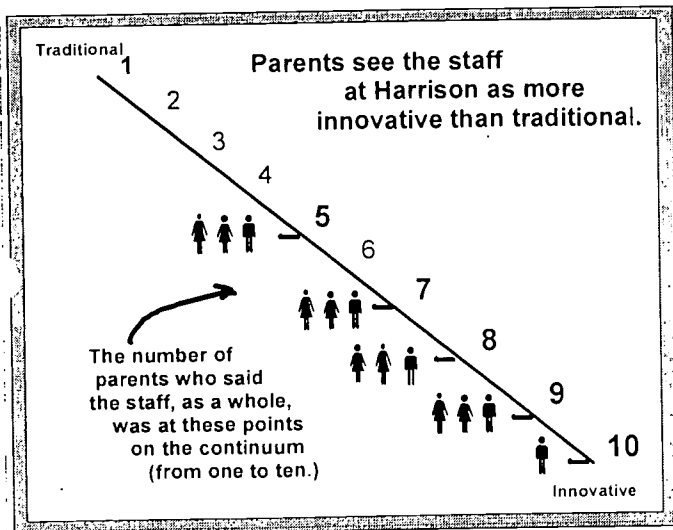 Traditional
1
Parents see the staff
at Harrison as more
innovative than traditional.
2
3
4
5
6
7
The number of
parents who said
the staff, as a whole,
was at these points
on the continuum
(from one to ten.)
8
9
10
Innovative